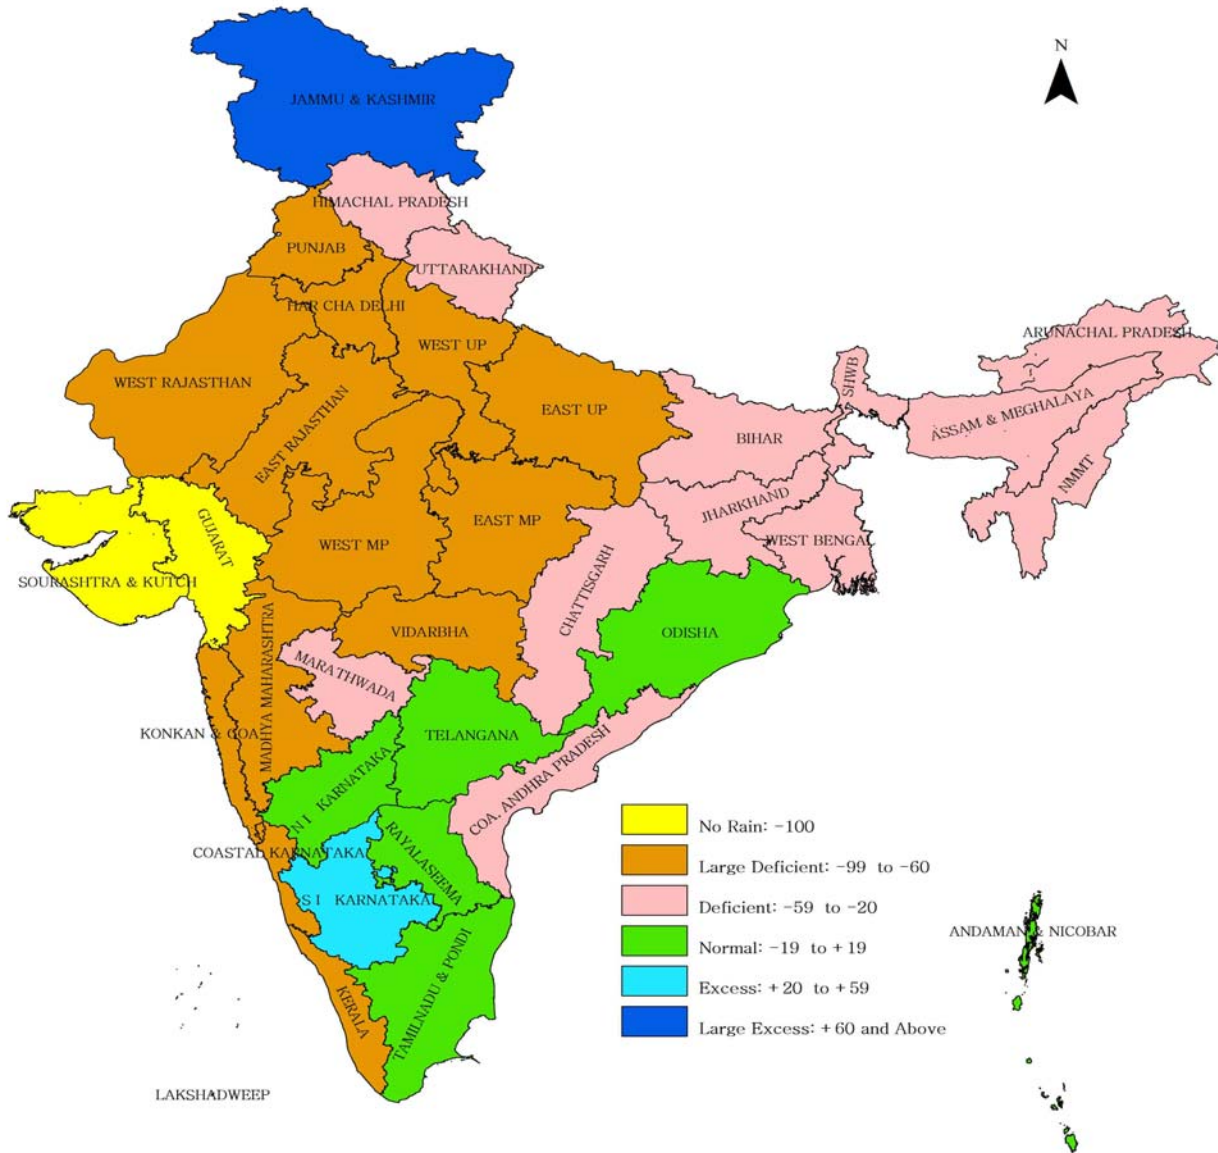 N
JAMMU & KASHMIR
HIMACHAL PRADESH
PUNJAB
UTTARAKHAND
HAR CHA DELHI
ARUNACHAL PRADESH
WEST UP
WEST RAJASTHAN
SHWB
EAST UP
EAST RAJASTHAN
ASSAM & MEGHALAYA
BIHAR
NMMT
JHARKHAND
GUJARAT
EAST MP
WEST MP
WEST BENGAL
SOURASHTRA & KUTCH
CHATTISGARH
VIDARBHA
ODISHA
MADHYA MAHARASHTRA
MARATHWADA
KONKAN & GOA
TELANGANA
COA. ANDHRA PRADESH
N I KARNATAKA
RAYALASEEMA
COASTAL KARNATAKA
S I KARNATAKA
ANDAMAN & NICOBAR
TAMILNADU & PONDI
KERALA
LAKSHADWEEP
No Rain: -100
Large Deficient: -99 to -60
Deficient: -59 to -20
Normal: -19 to +19
Excess: +20 to +59
Large Excess: +60 and Above